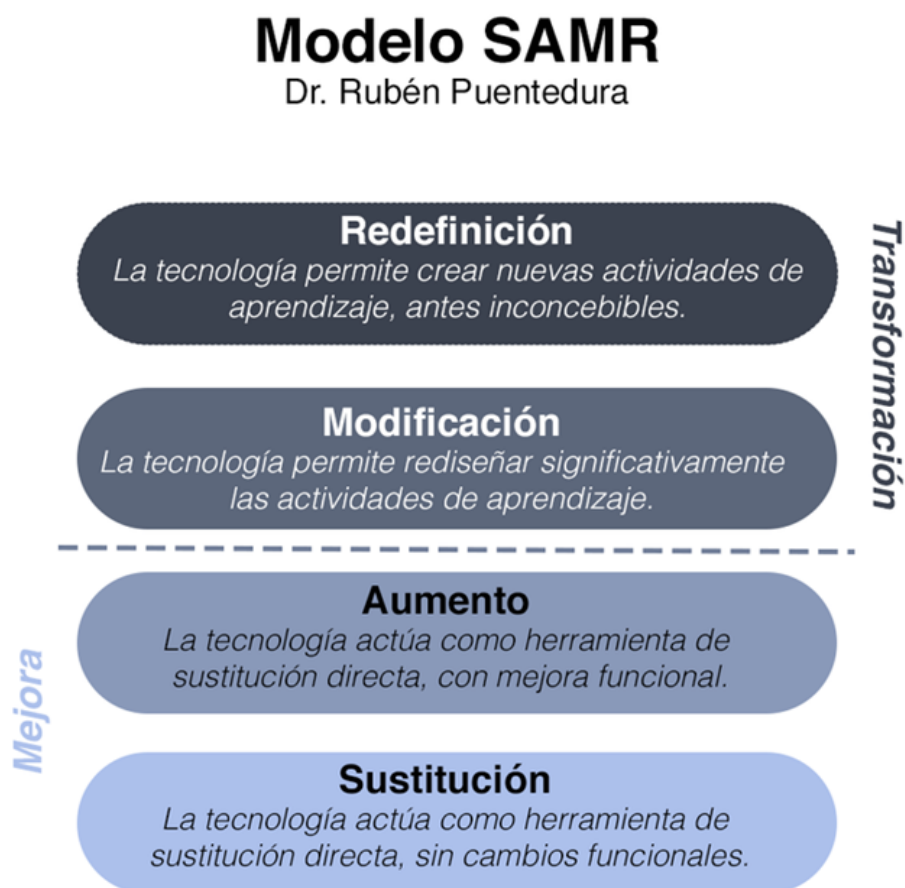 Modelo SAMR
Dr. Rubén Puentedura
Redefinición
La tecnología permite crear nuevas actividades de
aprendizaje, antes inconcebibles.
Transformación
Modificación
La tecnología permite rediseñar significativamente
las actividades de aprendizaje.
Aumento
La tecnología actúa como herramienta de
sustitución directa, con mejora funcional.
Mejora
Sustitución
La tecnología actúa como herramienta de
sustitución directa, sin cambios funcionales.